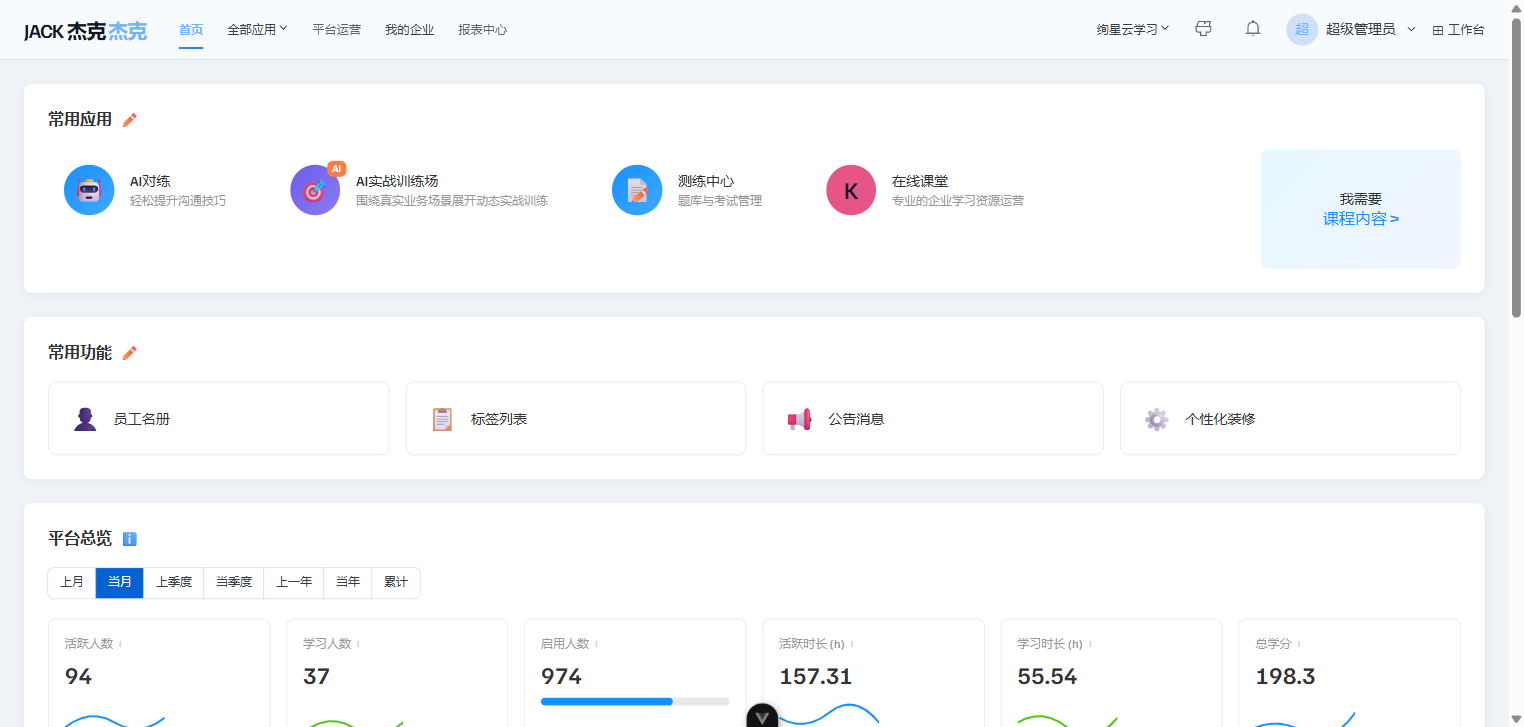 JACK 杰克杰克 首页 全部应用 平台运营 我的企业 报表中心 绚星云学习 超 超级管理员 工作台
常用应用
AI对练
轻松提升沟通技巧
AI
AI实战训练场
围绕真实业务场景展开动态实战训练
测练中心
题库与考试管理
K
在线课堂
专业的企业学习资源运营
我需要
课程内容 >
常用功能
员工名册
标签列表
公告消息
个性化装修
平台总览
上月 当月 上季度 当季度 上一年 当年 累计
活跃人数
94
学习人数
37
启用人数
974
活跃时长 (h)
157.31
学习时长 (h)
55.54
总学分
198.3